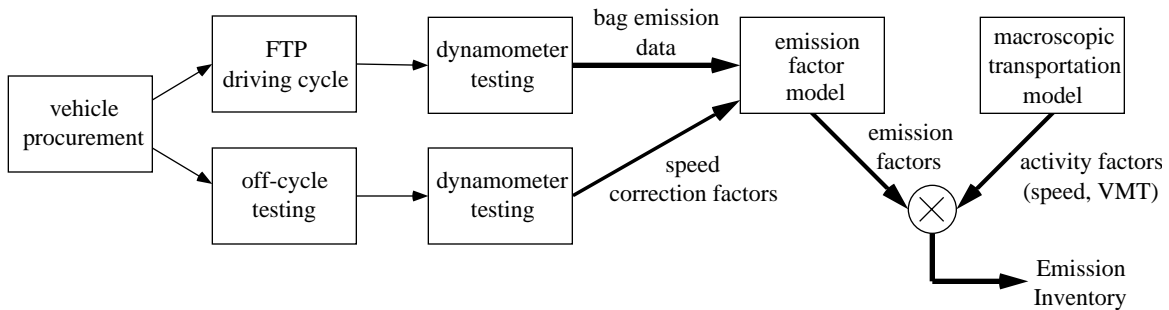 vehicle
procurement
FTP
driving cycle
off-cycle
testing
dynamometer
testing
dynamometer
testing
bag emission
data
speed
correction factors
emission
factor
model
macroscopic
transportation
model
emission
factors
activity factors
(speed, VMT)
Emission
Inventory